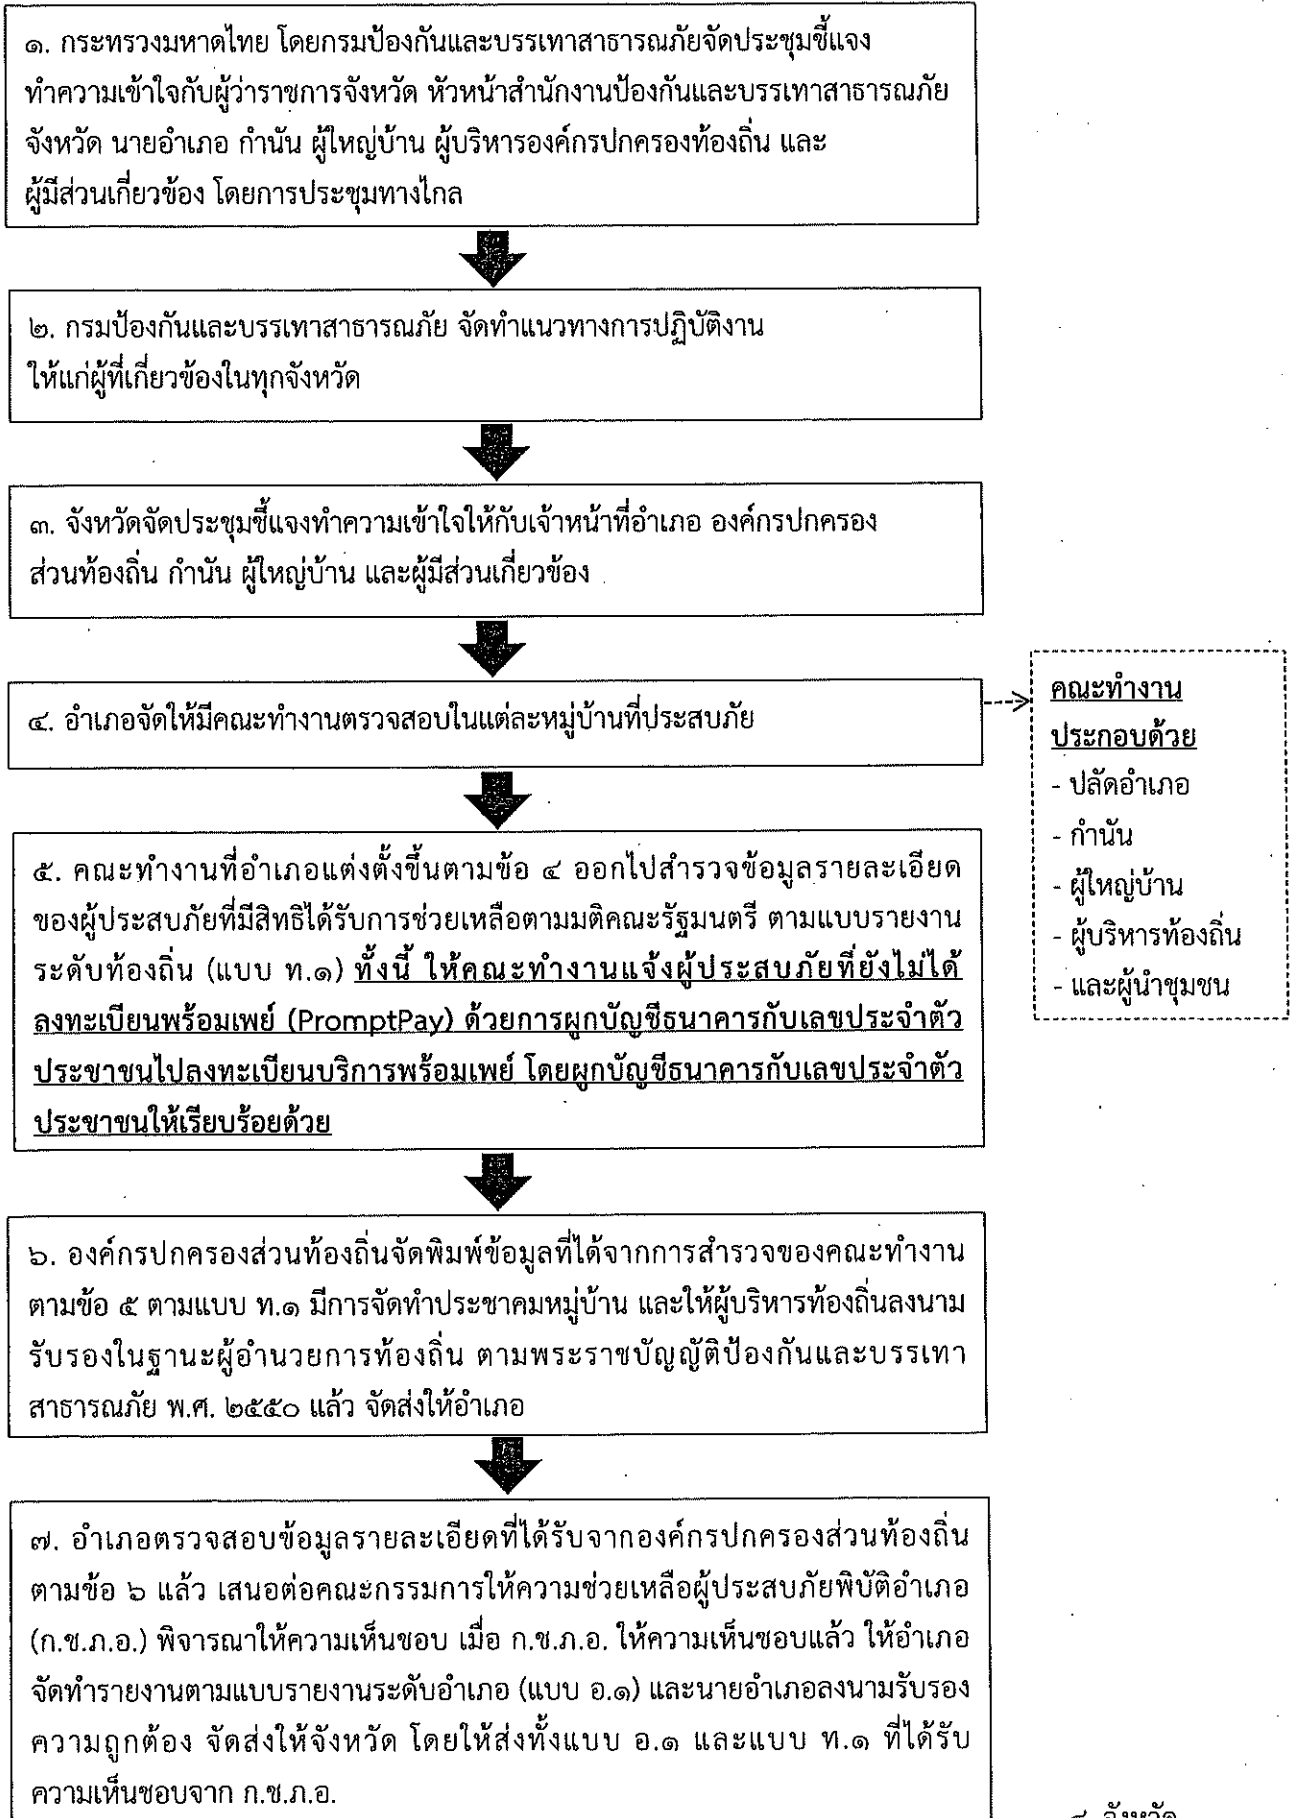 ๑. กระทรวงมหาดไทย โดยกรมป้องกันและบรรเทาสาธารณภัยจัดประชุมชี้แจง
ทำความเข้าใจกับผู้ว่าราชการจังหวัด หัวหน้าสำนักงานป้องกันและบรรเทาสาธารณภัย
จังหวัด นายอำเภอ กำนัน ผู้ใหญ่บ้าน ผู้บริหารองค์กรปกครองท้องถิ่น และ
ผู้มีส่วนเกี่ยวข้อง โดยการประชุมทางไกล
๒. กรมป้องกันและบรรเทาสาธารณภัย จัดทำแนวทางการปฏิบัติงาน
ให้แก่ผู้ที่เกี่ยวข้องในทุกจังหวัด
๓. จังหวัดจัดประชุมชี้แจงทำความเข้าใจให้กับเจ้าหน้าที่อำเภอ องค์กรปกครอง
ส่วนท้องถิ่น กำนัน ผู้ใหญ่บ้าน และผู้มีส่วนเกี่ยวข้อง
๔. อำเภอจัดให้มีคณะทำงานตรวจสอบในแต่ละหมู่บ้านที่ประสบภัย
คณะทำงาน
ประกอบด้วย
- ปลัดอำเภอ
- กำนัน
- ผู้ใหญ่บ้าน
- ผู้บริหารท้องถิ่น
- และผู้นำชุมชน
๕. คณะทำงานที่อำเภอแต่งตั้งขึ้นตามข้อ ๔ ออกไปสำรวจข้อมูลรายละเอียด
ของผู้ประสบภัยที่มีสิทธิได้รับการช่วยเหลือตามมติคณะรัฐมนตรี ตามแบบรายงาน
ระดับท้องถิ่น (แบบ ท.๑) ทั้งนี้ ให้คณะทำงานแจ้งผู้ประสบภัยที่ยังไม่ได้
ลงทะเบียนพร้อมเพย์ (PromptPay) ด้วยการผูกบัญชีธนาคารกับเลขประจำตัว
ประชาชนไปลงทะเบียนบริการพร้อมเพย์ โดยผูกบัญชีธนาคารกับเลขประจำตัว
ประชาชนให้เรียบร้อยด้วย
๖. องค์กรปกครองส่วนท้องถิ่นจัดพิมพ์ข้อมูลที่ได้จากการสำรวจของคณะทำงาน
ตามข้อ ๕ ตามแบบ ท.๑ มีการจัดทำประชาคมหมู่บ้าน และให้ผู้บริหารท้องถิ่นลงนาม
รับรองในฐานะผู้อำนวยการท้องถิ่น ตามพระราชบัญญัติป้องกันและบรรเทา
สาธารณภัย พ.ศ. ๒๕๕๐ แล้ว จัดส่งให้อำเภอ
๗. อำเภอตรวจสอบข้อมูลรายละเอียดที่ได้รับจากองค์กรปกครองส่วนท้องถิ่น
ตามข้อ ๖ แล้ว เสนอต่อคณะกรรมการให้ความช่วยเหลือผู้ประสบภัยพิบัติอำเภอ
(ก.ช.ภ.อ.) พิจารณาให้ความเห็นชอบ เมื่อ ก.ช.ภ.อ. ให้ความเห็นชอบแล้ว ให้อำเภอ
จัดทำรายงานตามแบบรายงานระดับอำเภอ (แบบ อ.๑) และนายอำเภอลงนามรับรอง
ความถูกต้อง จัดส่งให้จังหวัด โดยให้ส่งทั้งแบบ อ.๑ และแบบ ท.๑ ที่ได้รับ
ความเห็นชอบจาก ก.ช.ภ.อ.
จังหวัด